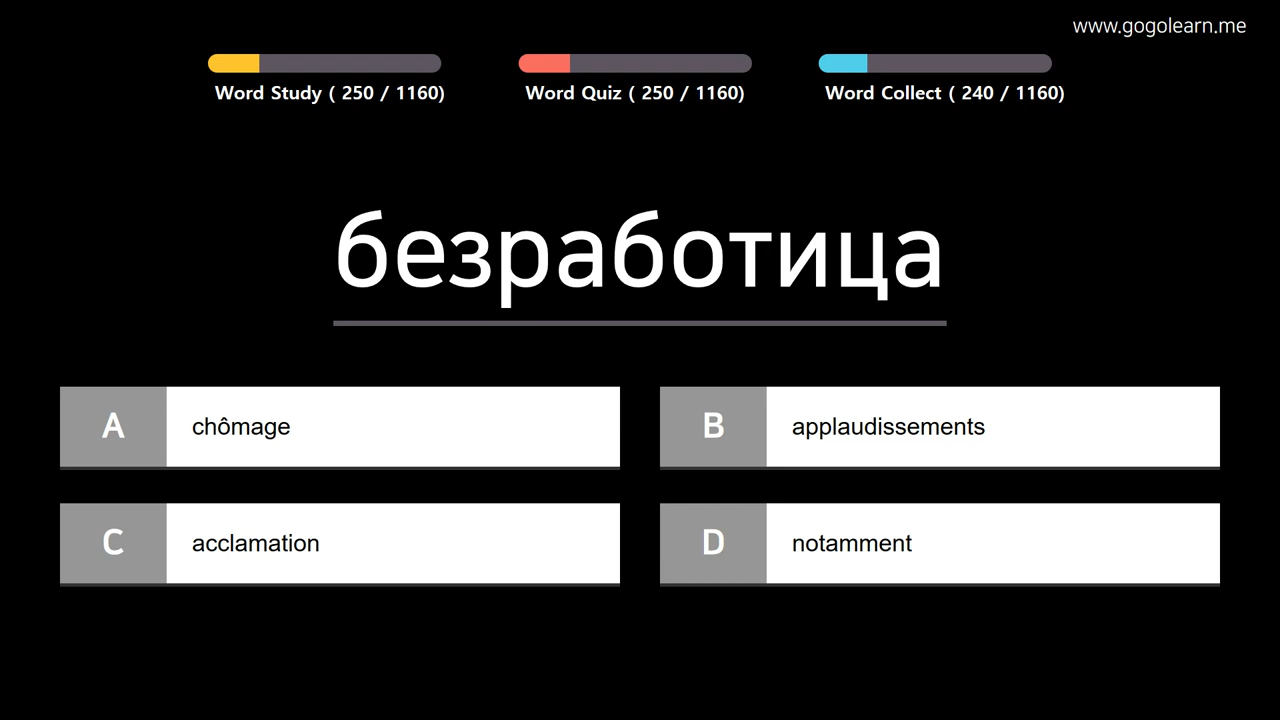 www.gogolearn.me
Word Study ( 250 / 1160)
Word Quiz ( 250 / 1160)
Word Collect ( 240 / 1160)
безработица
A chômage
B applaudissements
C acclamation
D notamment